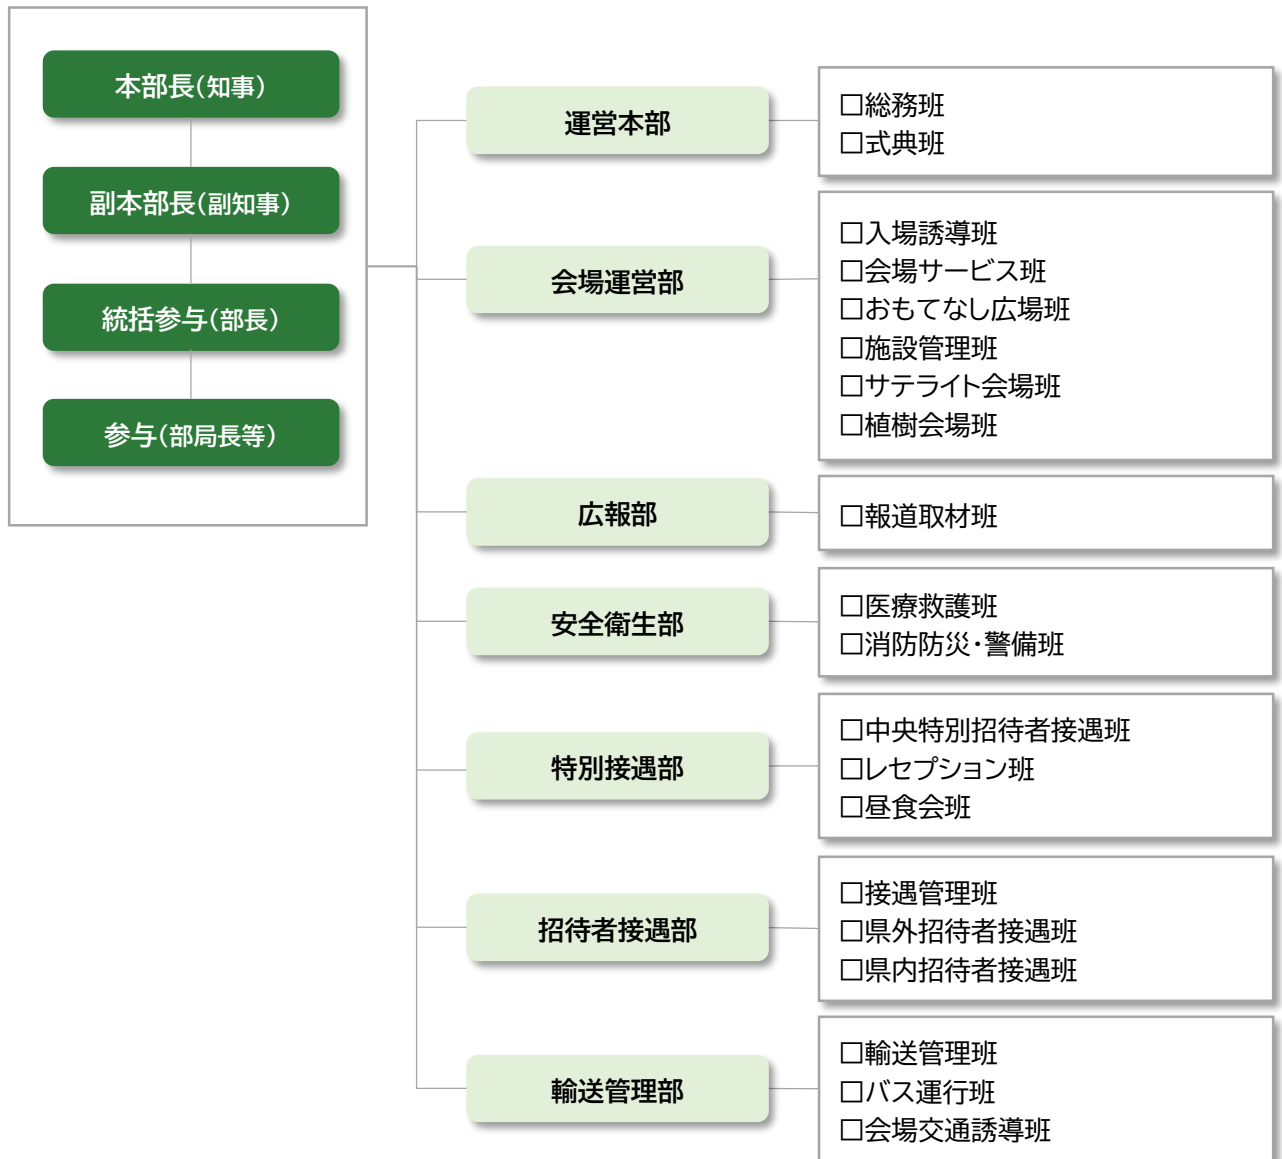 本部長(知事)
副本部長(副知事)
統括参与(部長)
参与(部局長等)
運営本部
□総務班
□式典班
会場運営部
□入場誘導班
□会場サービス班
□おもてなし広場班
□施設管理班
□サテライト会場班
□植樹会場班
広報部
□報道取材班
安全衛生部
□医療救護班
□消防防災・警備班
特別接遇部
□中央特別招待者接遇班
□レセプション班
□昼食会班
招待者接遇部
□接遇管理班
□県外招待者接遇班
□県内招待者接遇班
輸送管理部
□輸送管理班
□バス運行班
□会場交通誘導班